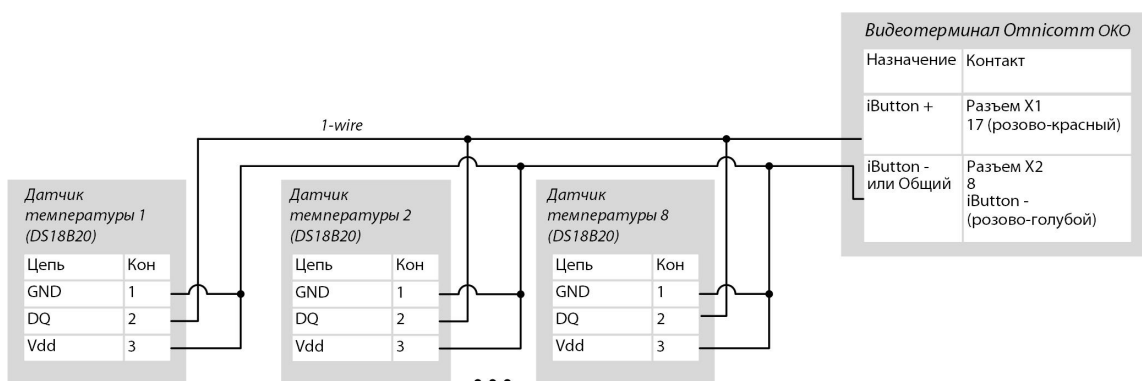 Видеотерминал Omnicomm ОКО
Назначение Контакт
iButton + Разъем X1
17 (розово-красный)
iButton - Разъем X2
или Общий 8
iButton -
(розово-голубой)
1-wire
Датчик
температуры 1
(DS18B20)
Цепь Кон
GND 1
DQ 2
Vdd 3
Датчик
температуры 2
(DS18B20)
Цепь Кон
GND 1
DQ 2
Vdd 3
Датчик
температуры 8
(DS18B20)
Цепь Кон
GND 1
DQ 2
Vdd 3